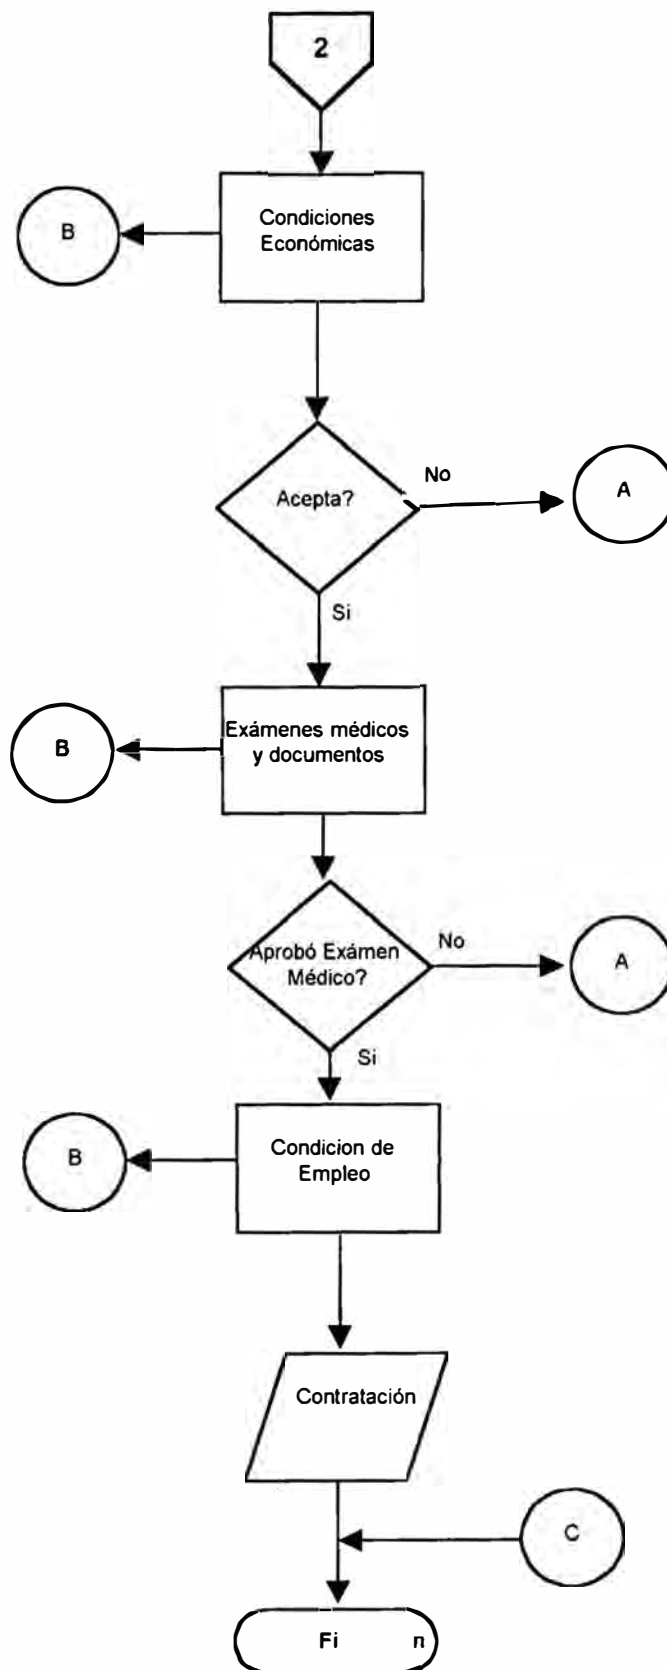 2
Condiciones
Económicas
B
Acepta?
No
A
Si
Exámenes médicos
y documentos
B
Aprobó Exámen
Médico?
No
A
Si
Condicion de
Empleo
B
Contratación
C
Fi n